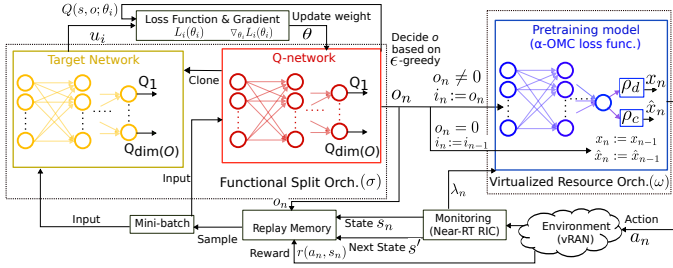 Q(s, o; θ_i)
Loss Function & Gradient
L_i(θ_i) ∇_{θ_i} L_i(θ_i)
Update weight
u_i
θ
Decide o
based on
ϵ-greedy
Target Network
Q_1
Q_dim(O)
Clone
Q-network
Q_1
Q_dim(O)
o_n
o_n ≠ 0
i_n := o_n
o_n = 0
i_n := i_{n−1}
Pretraining model
(α-OMC loss func.)
ρ_d
x_n
ρ_c
x̂_n
x_n := x_{n−1}
x̂_n := x̂_{n−1}
Input
Functional Split Orch.(σ)
Virtualized Resource Orch.(ω)
o_n
λ_n
Input
Mini-batch
Sample
Replay Memory
State s_n
Next State s′
Monitoring
(Near-RT RIC)
Environment
(vRAN)
Action
a_n
Reward r(a_n, s_n)